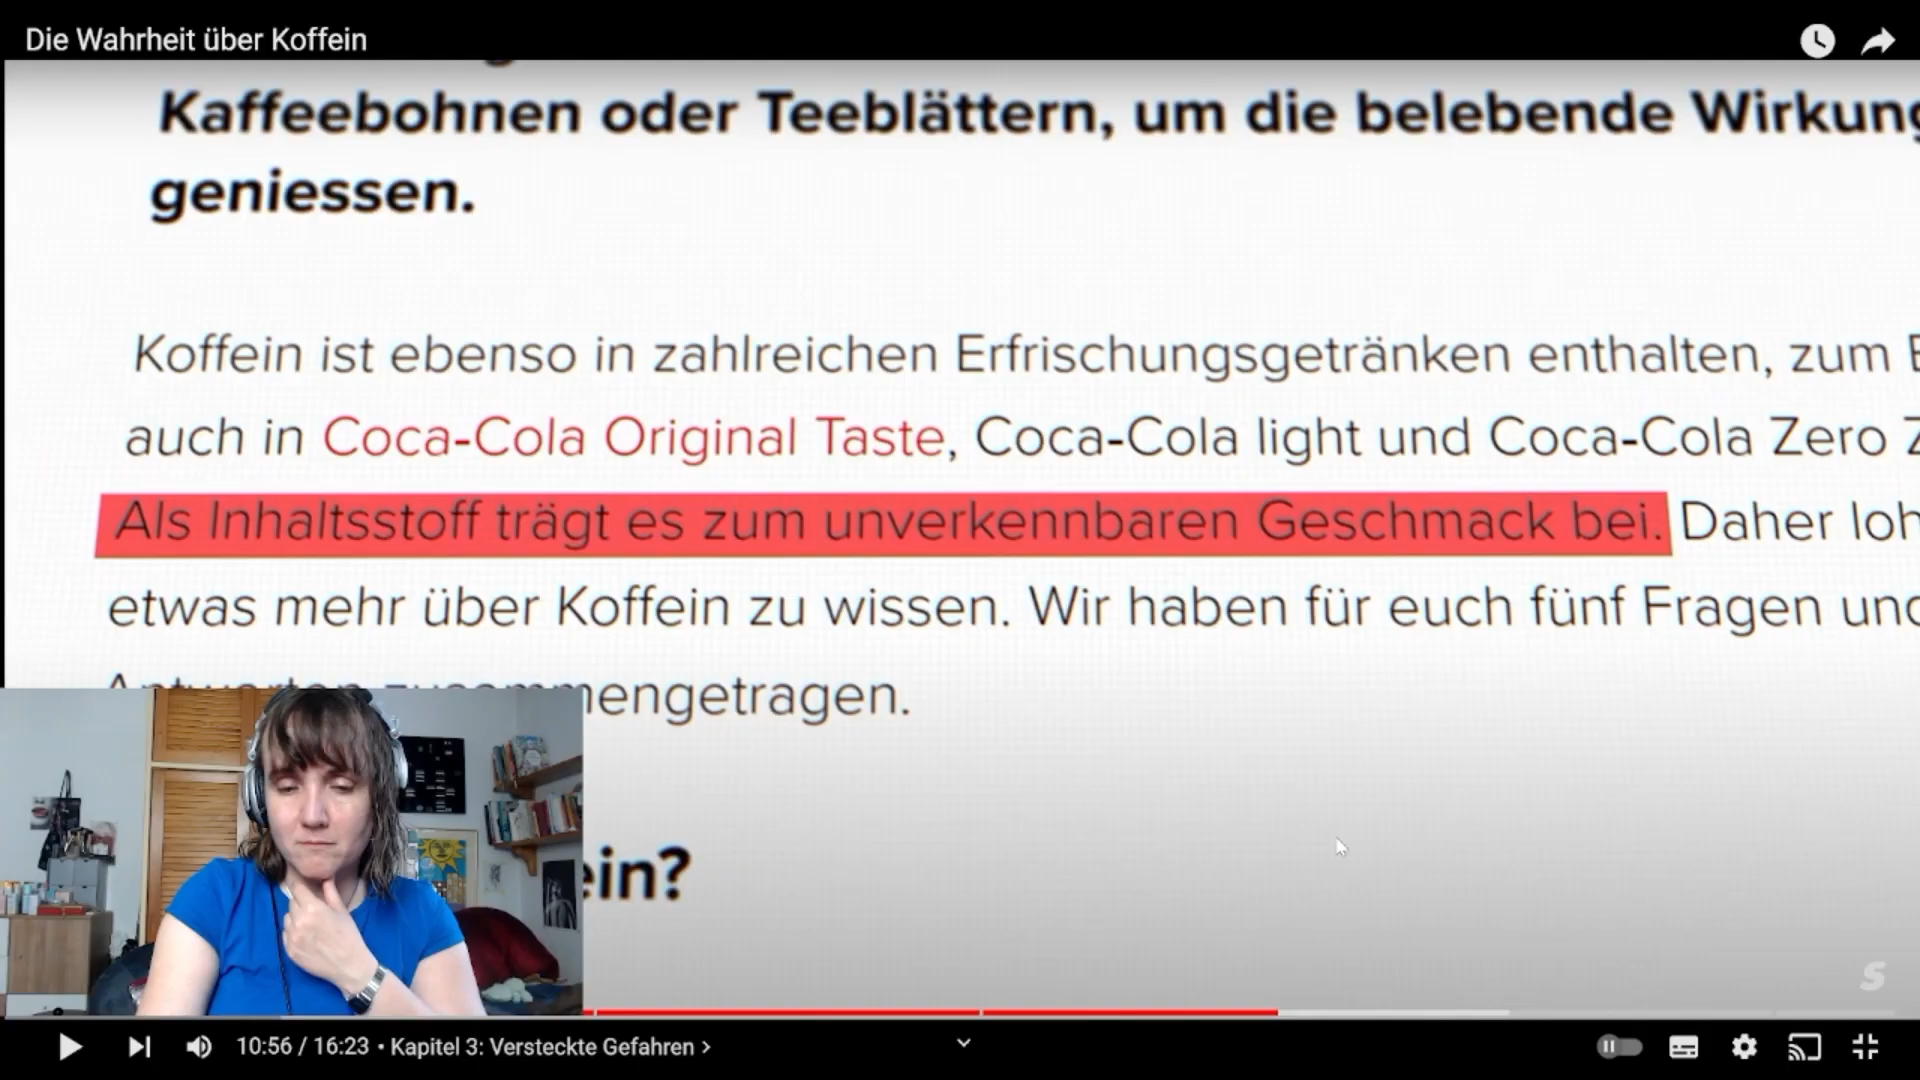 Die Wahrheit über Koffein
Kaffeebohnen oder Teeblättern, um die belebende Wirkung
geniessen.
Koffein ist ebenso in zahlreichen Erfrischungsgetränken enthalten, zum
auch in Coca-Cola Original Taste, Coca-Cola light und Coca-Cola Zero
Als Inhaltsstoff trägt es zum unverkennbaren Geschmack bei. Daher loh
etwas mehr über Koffein zu wissen. Wir haben für euch fünf Fragen und
mengetragen.
ein?
10:56 / 16:23 • Kapitel 3: Versteckte Gefahren >